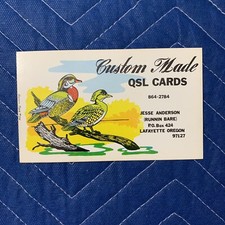 Custom Made
QSL CARDS
864-2784
JESSE ANDERSON
(RUNNIN BARE)
P.O.Box 424
LAFAYETTE OREGON
97127